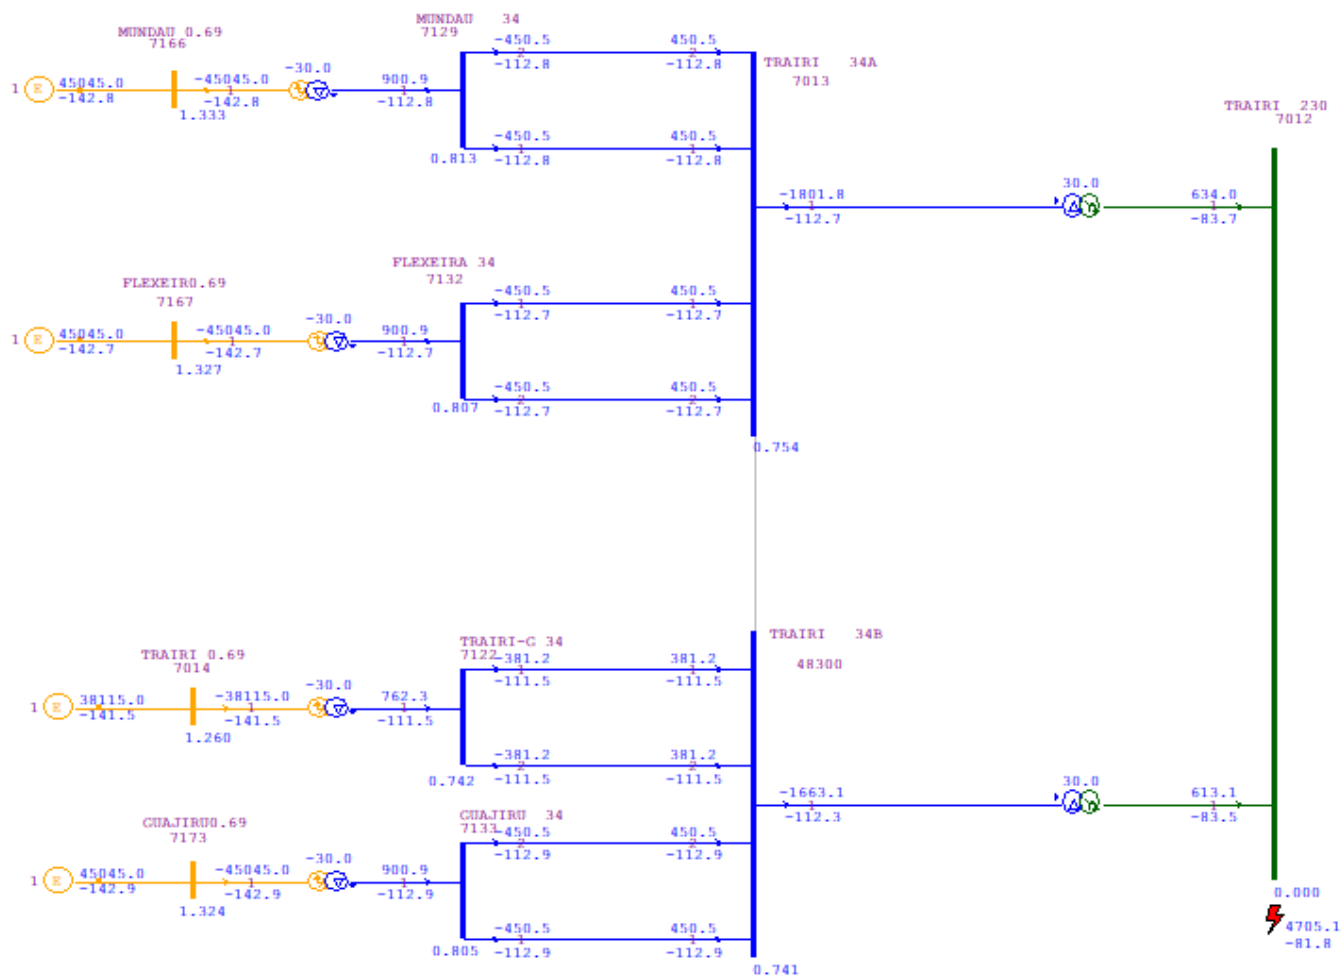 MUNDAU 34
7129
MUNDAU 0.69
7166
1 E 45045.0 -45045.0 -30.0 900.9
-142.8 1 -142.8 1 -112.8
1.333
0.813
-450.5 450.5
2 2
-112.8 -112.8
-450.5 450.5
1 1
-112.8 -112.8
TRAIRI 34A
7013
TRAIRI 230
7012
-1801.8 30.0 634.0
1 1
-112.7 -83.7
FLEXEIRA 34
7132
FLEXEIR0.69
7167
1 E 45045.0 -45045.0 -30.0 900.9
-142.7 1 -142.7 1 -112.7
1.327
0.807
-450.5 450.5
1 1
-112.7 -112.7
-450.5 450.5
2 2
-112.7 -112.7
0.754
TRAIRI 34B
48300
TRAIRI-C 34
7122
TRAIRI 0.69
7014
1 E 38115.0 -38115.0 -30.0 762.3
-141.5 1 -141.5 1 -111.5
1.260
0.742
-381.2 381.2
1 1
-111.5 -111.5
-381.2 381.2
2 2
-111.5 -111.5
-1663.1 30.0 613.1
1 1
-112.3 -83.5
GUAJIRU 34
7133
GUAJIRU0.69
7173
1 E 45045.0 -45045.0 -30.0 900.9
-142.9 1 -142.9 1 -112.9
1.324
0.805
-450.5 450.5
2 2
-112.9 -112.9
-450.5 450.5
1 1
-112.9 -112.9
0.741
0.000
4705.1
-81.8